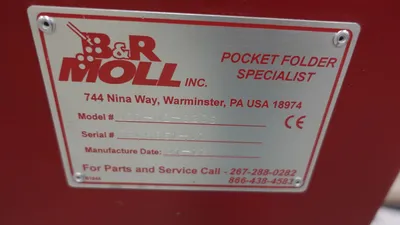 B&R
MOLL INC.
POCKET FOLDER
SPECIALIST
744 Nina Way, Warminster, PA USA 18974
Model #
CE
Serial #
Manufacture Date:
For Parts and Service Call - 267-288-0282
886-438-4583